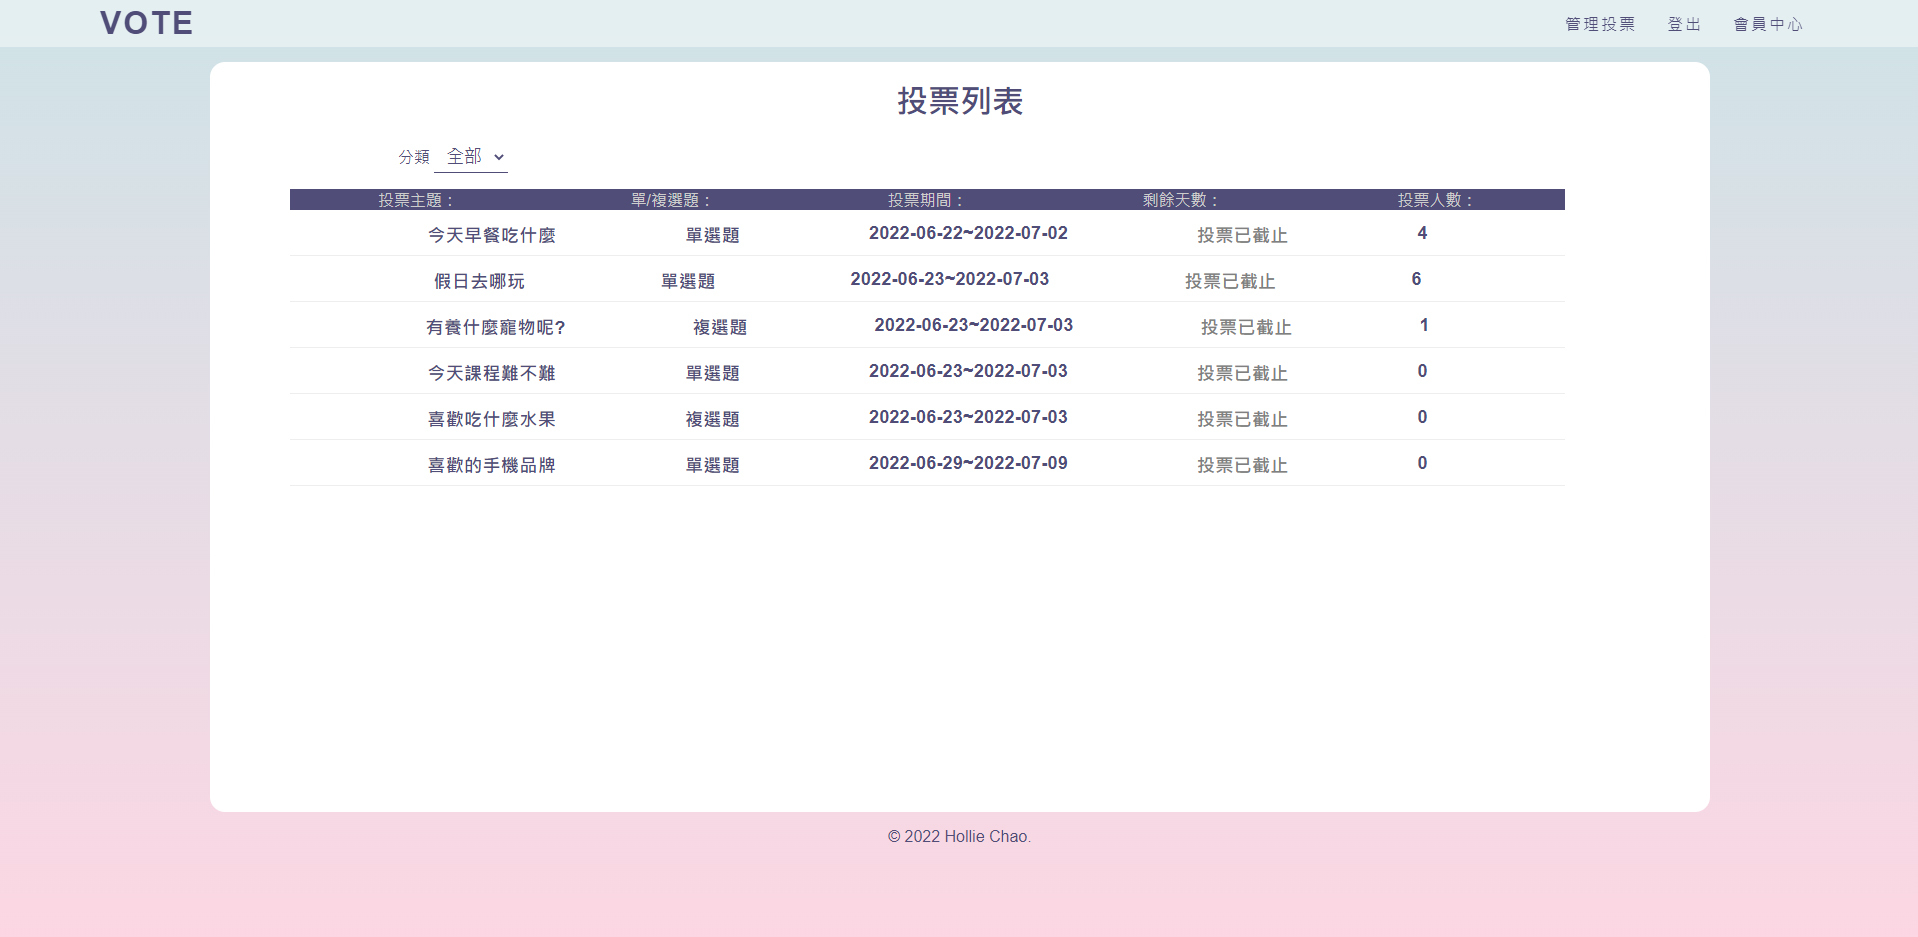 VOTE 管理投票 登出 會員中心
投票列表
分類 全部
投票主題： 單/複選題： 投票期間： 剩餘天數： 投票人數：
今天早餐吃什麼 單選題 2022-06-22~2022-07-02 投票已截止 4
假日去哪玩 單選題 2022-06-23~2022-07-03 投票已截止 6
有養什麼寵物呢? 複選題 2022-06-23~2022-07-03 投票已截止 1
今天課程難不難 單選題 2022-06-23~2022-07-03 投票已截止 0
喜歡吃什麼水果 複選題 2022-06-23~2022-07-03 投票已截止 0
喜歡的手機品牌 單選題 2022-06-29~2022-07-09 投票已截止 0
© 2022 Hollie Chao.